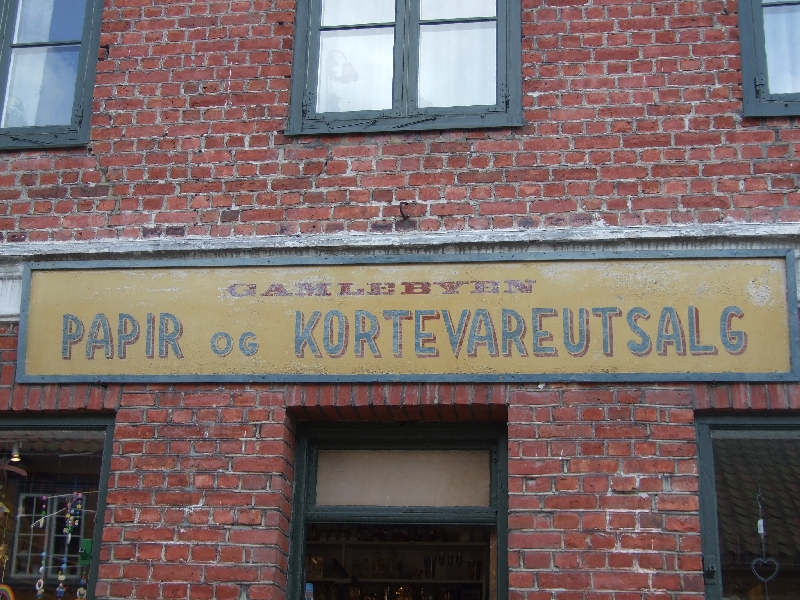 GAMLEBYEN
PAPIR OG KORTEVAREUTSALG